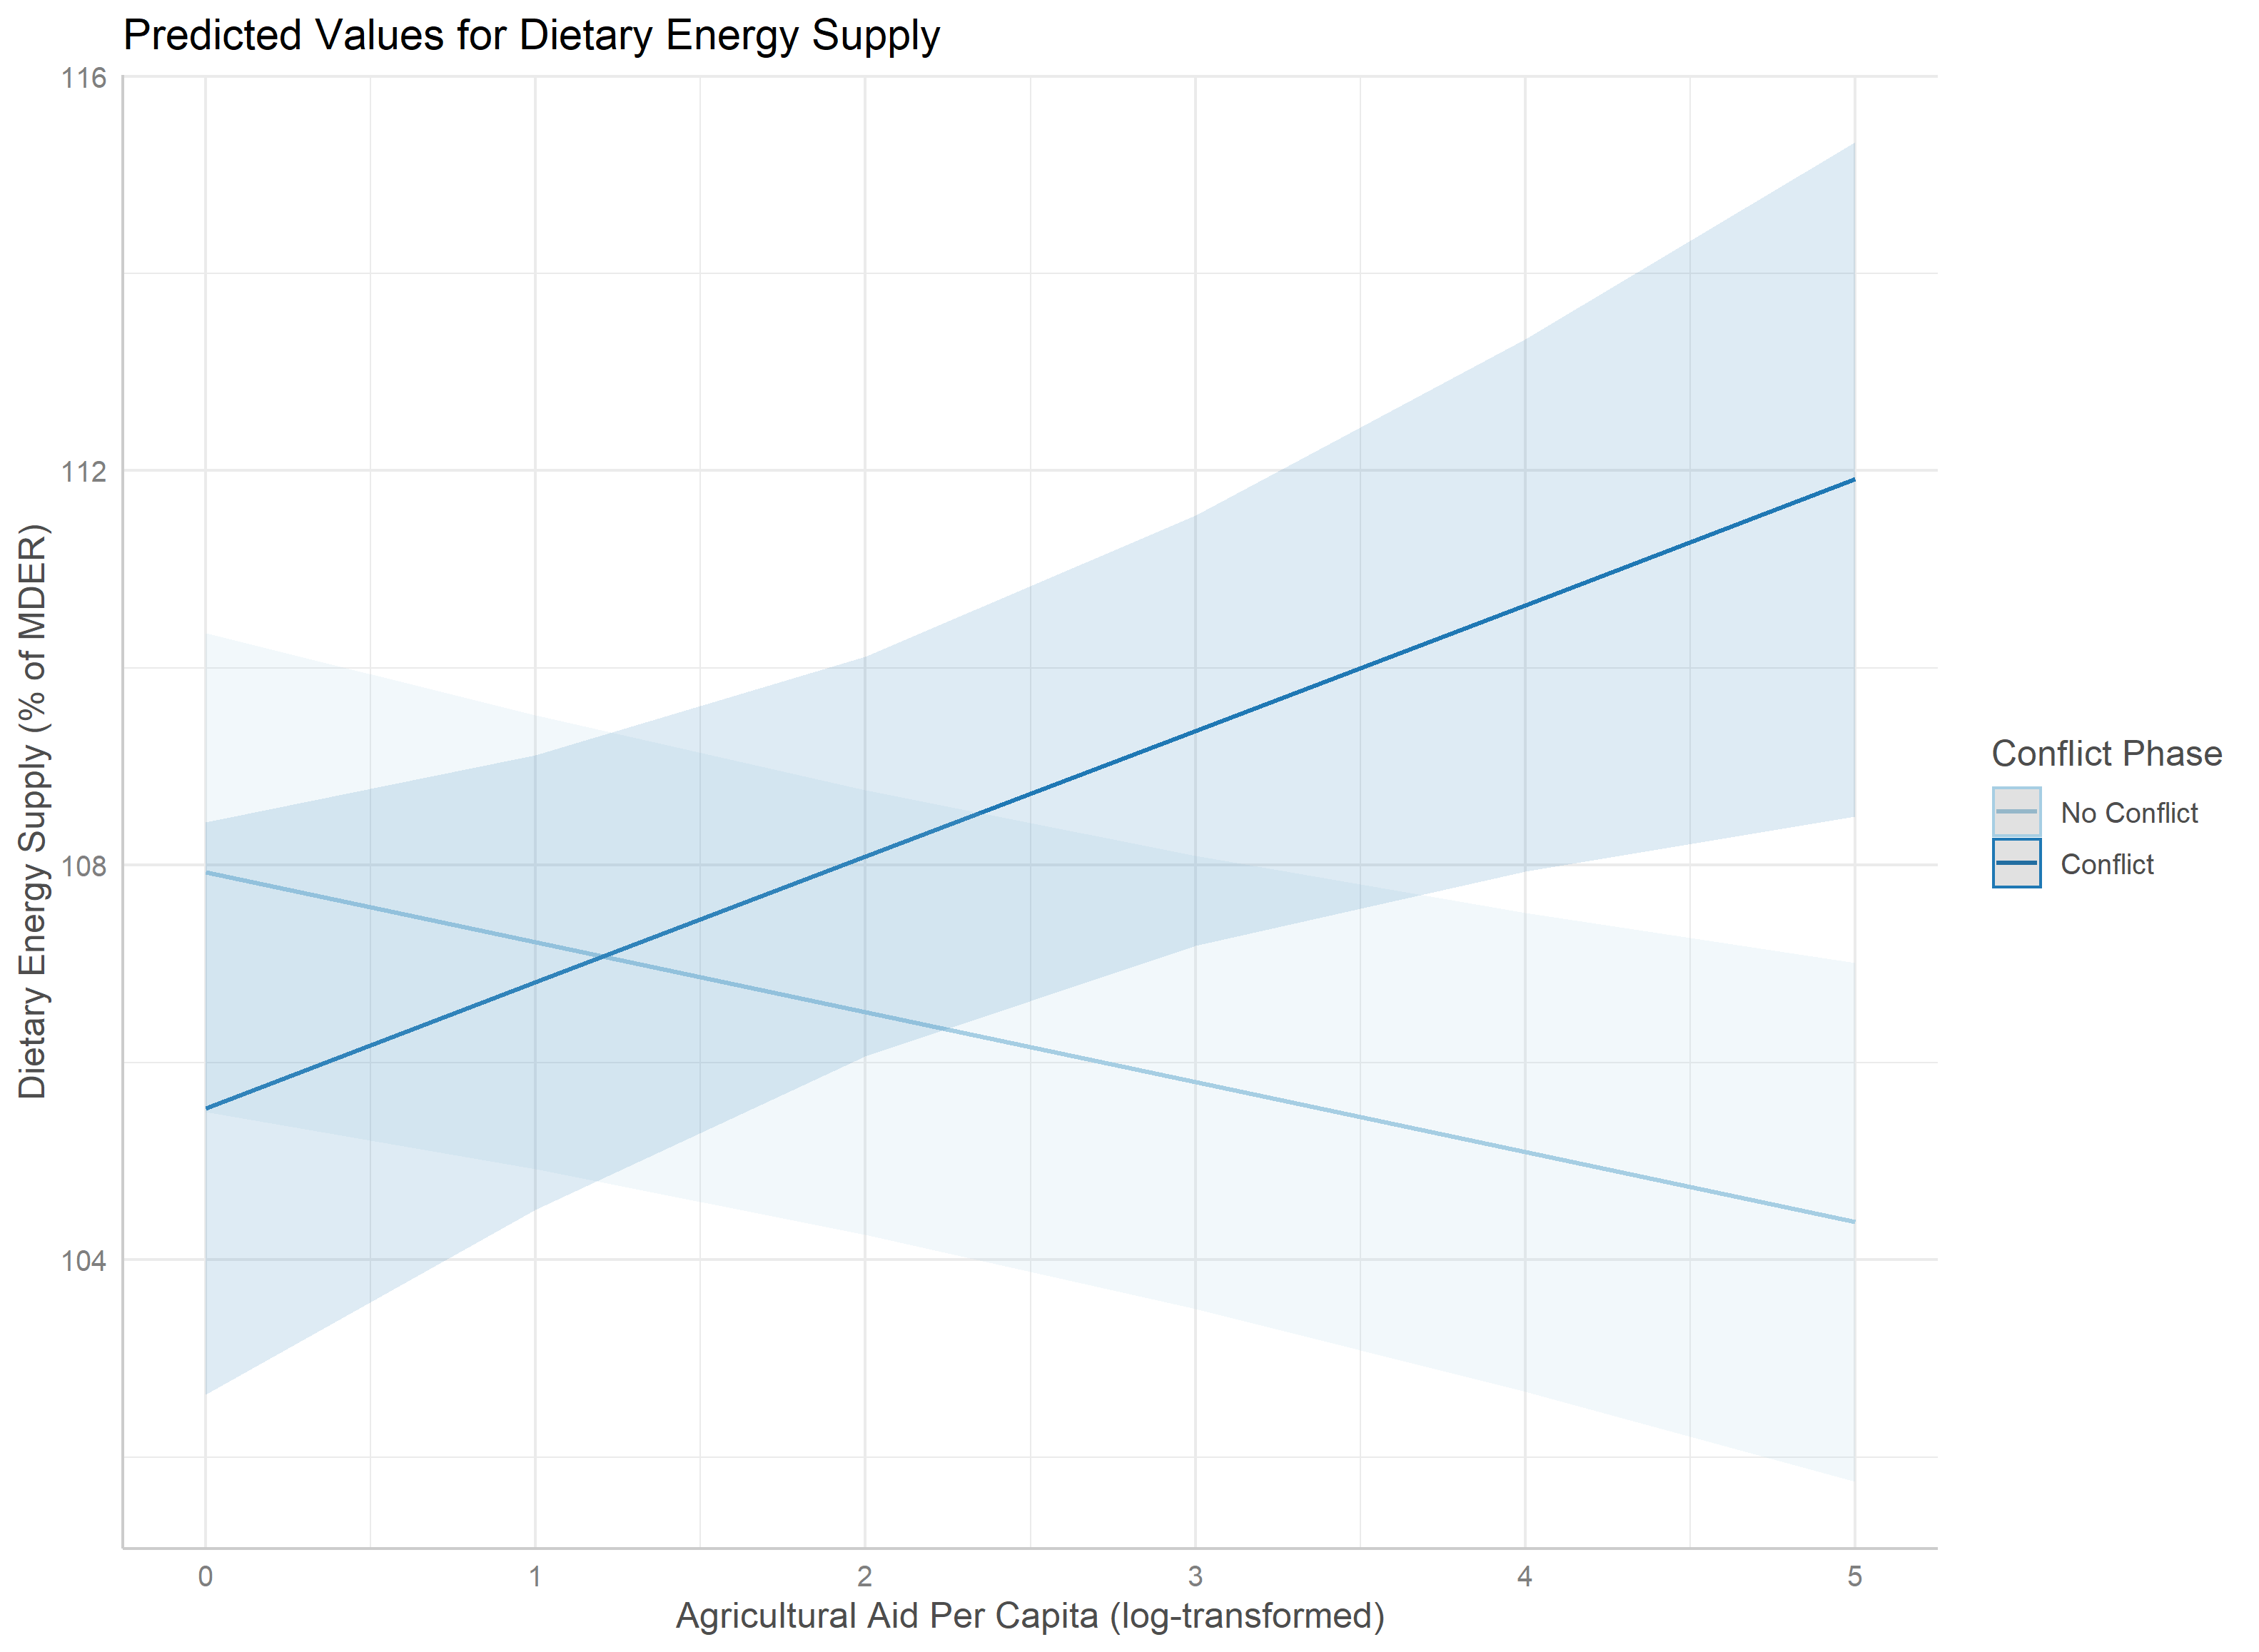 Predicted Values for Dietary Energy Supply
116
112
108
104
Dietary Energy Supply (% of MDER)
0 1 2 3 4 5
Agricultural Aid Per Capita (log-transformed)
Conflict Phase
No Conflict
Conflict